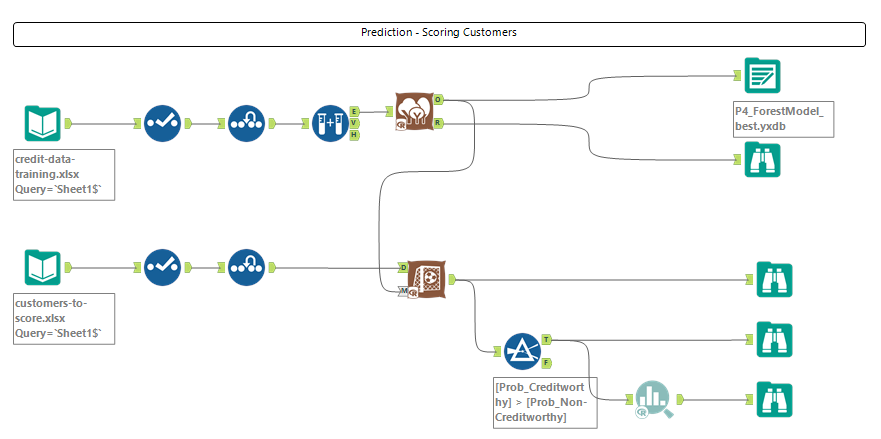 Prediction - Scoring Customers
E
V
H
O
R
P4_ForestModel_
best.yxdb
credit-data-
training.xlsx
Query=`Sheet1$`
D
M
customers-to-
score.xlsx
Query=`Sheet1$`
T
F
[Prob_Creditwort
hy] > [Prob_Non-
Creditworthy]